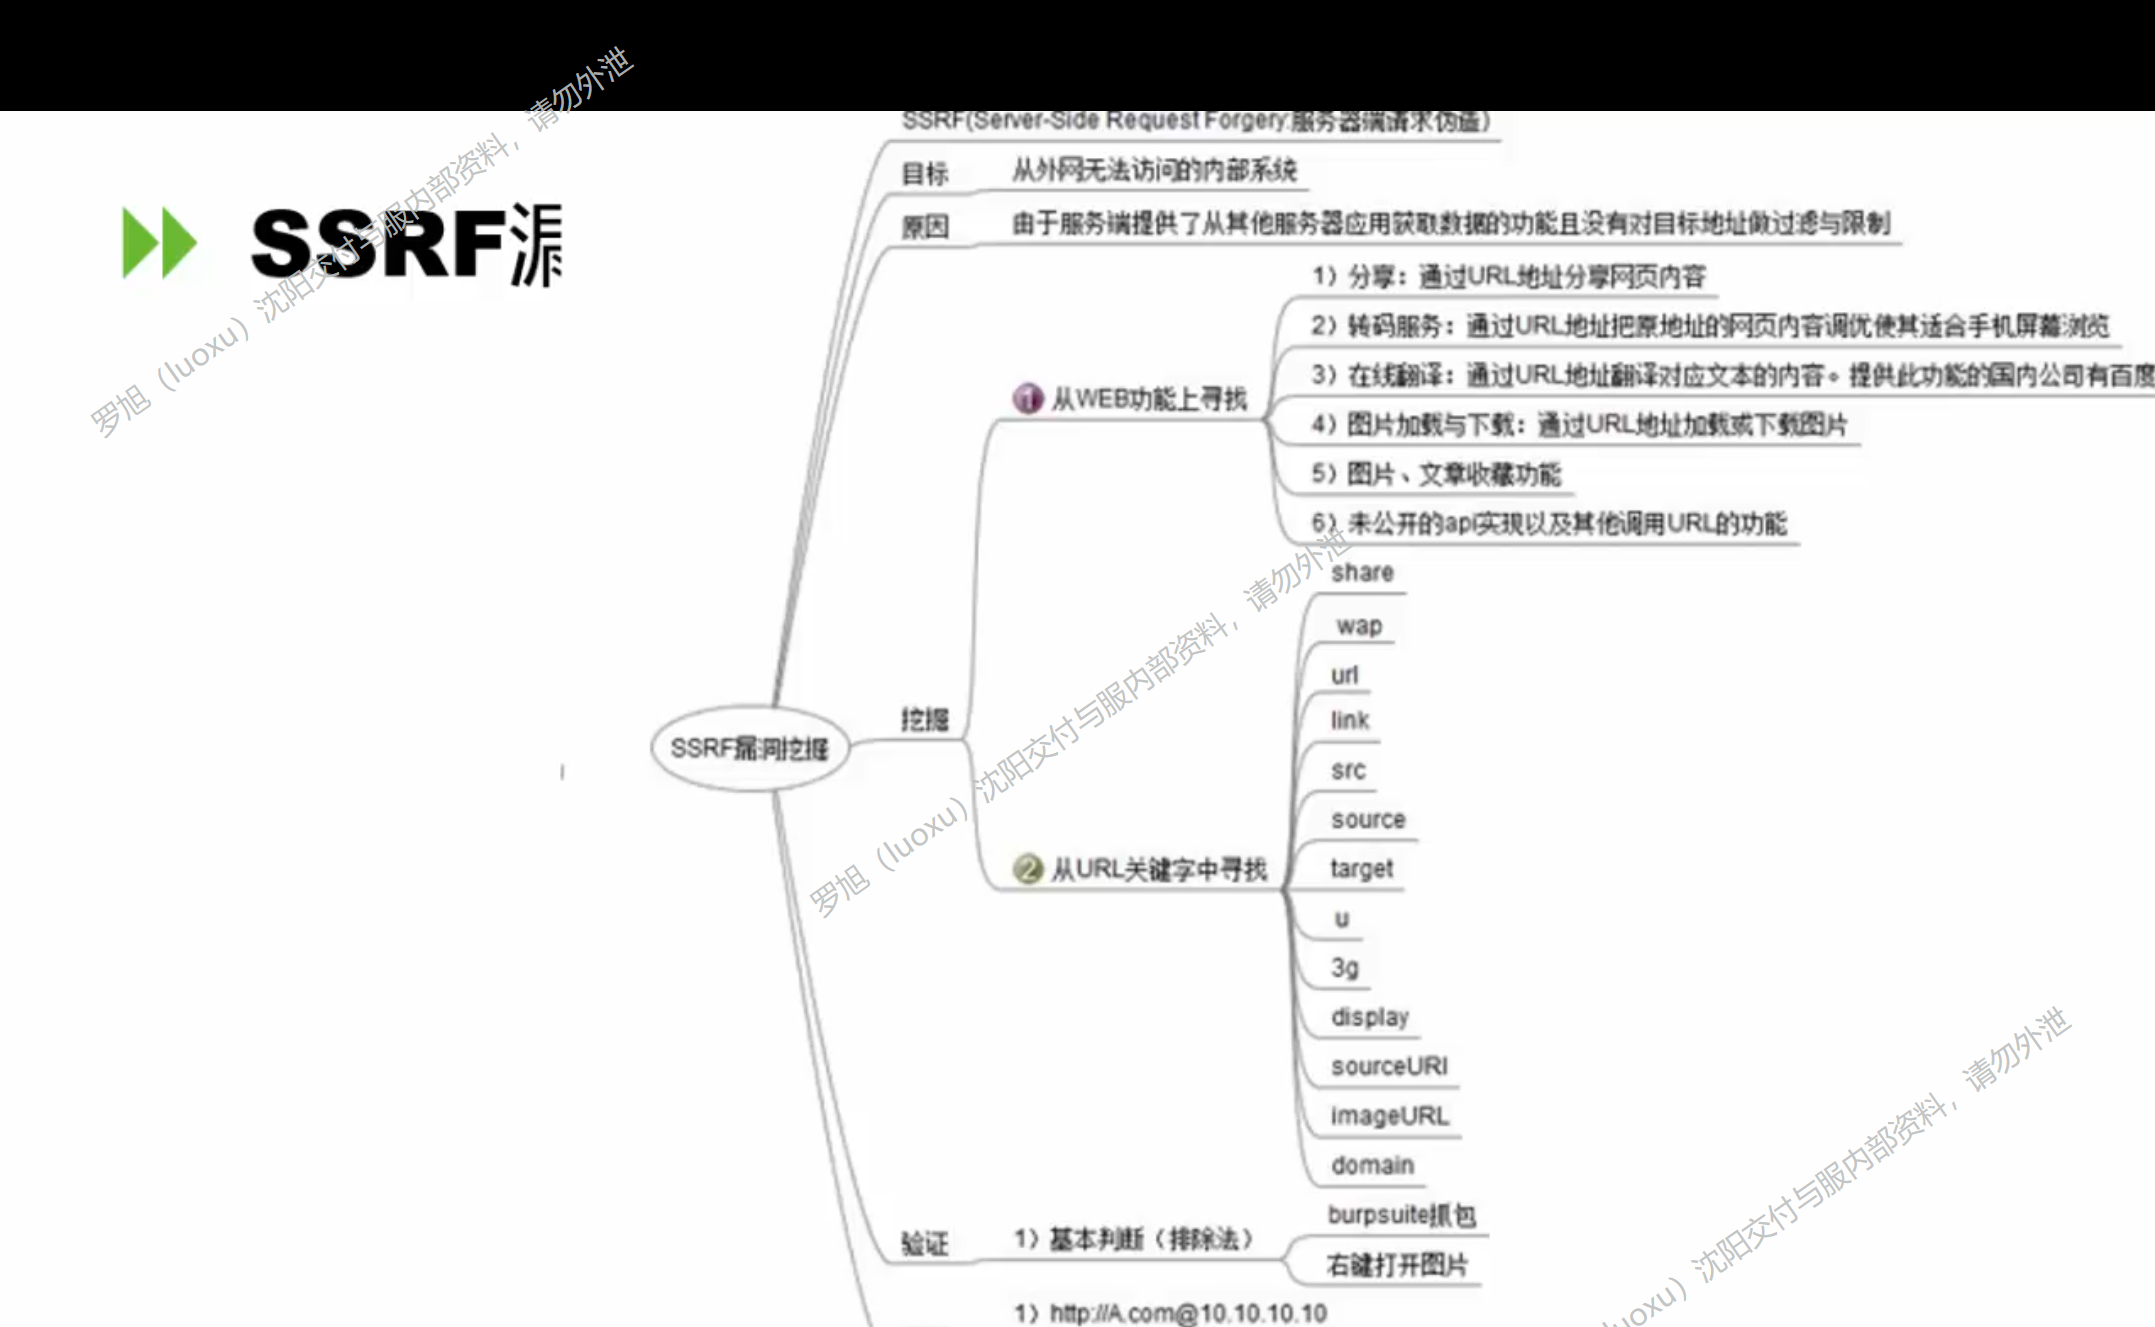 SSRF(Server-Side Request Forgery:服务器端请求伪造)
SSRF漏
目标
从外网无法访问的内部系统
原因
由于服务端提供了从其他服务器应用获取数据的功能且没有对目标地址做过滤与限制
SSRF漏洞挖掘
挖掘
1 从WEB功能上寻找
1) 分享：通过URL地址分享网页内容
2) 转码服务：通过URL地址把原地址的网页内容调优使其适合手机屏幕浏览
3) 在线翻译：通过URL地址翻译对应文本的内容。提供此功能的国内公司有百度
4) 图片加载与下载：通过URL地址加载或下载图片
5) 图片、文章收藏功能
6) 未公开的api实现以及其他调用URL的功能
2 从URL关键字中寻找
share
wap
url
link
src
source
target
u
3g
display
sourceURl
imageURL
domain
验证
1) 基本判断（排除法）
burpsuite抓包
右键打开图片
1) http://A.com@10.10.10.10
罗旭（luoxu）沈阳交付与服内部资料，请勿外泄
罗旭（luoxu）沈阳交付与服内部资料，请勿外泄
uoxu）沈阳交付与服内部资料，请勿外泄